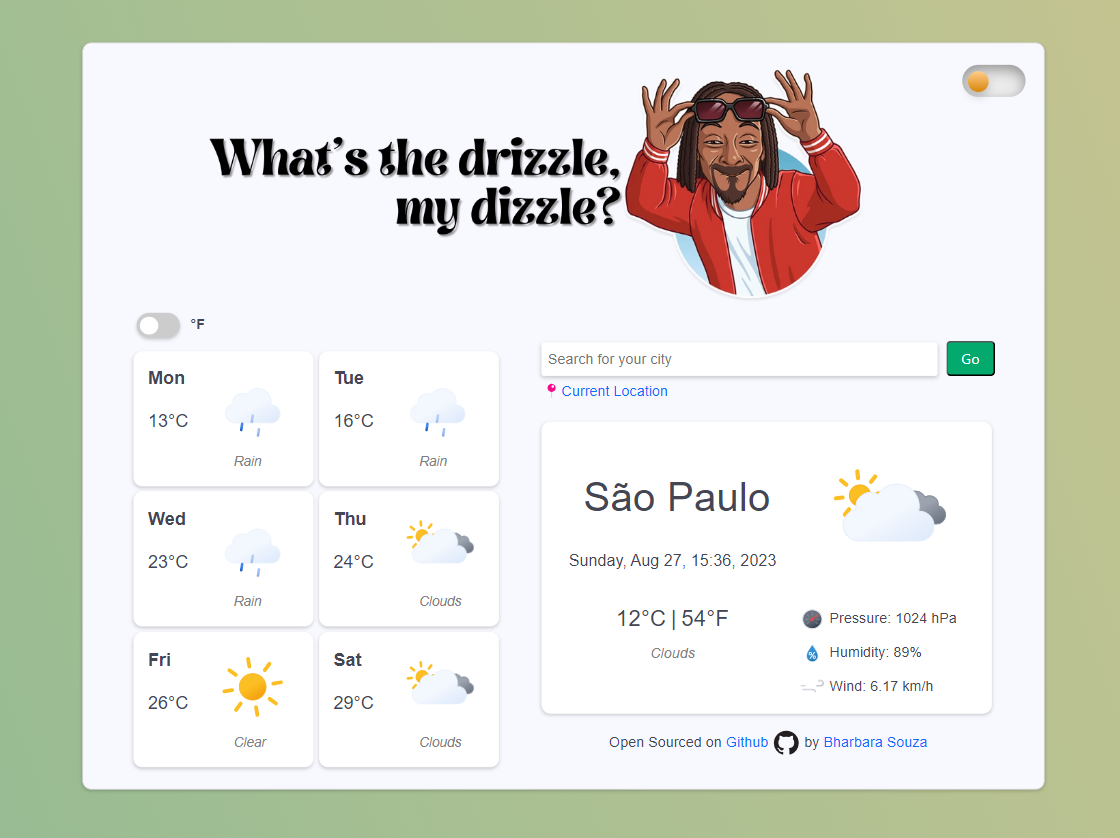 What's the drizzle,
my dizzle?
°F
Mon
13°C
Rain
Tue
16°C
Rain
Wed
23°C
Rain
Thu
24°C
Clouds
Fri
26°C
Clear
Sat
29°C
Clouds
Search for your city
Go
Current Location
São Paulo
Sunday, Aug 27, 15:36, 2023
12°C | 54°F
Clouds
Pressure: 1024 hPa
Humidity: 89%
Wind: 6.17 km/h
Open Sourced on Github by Bharbara Souza